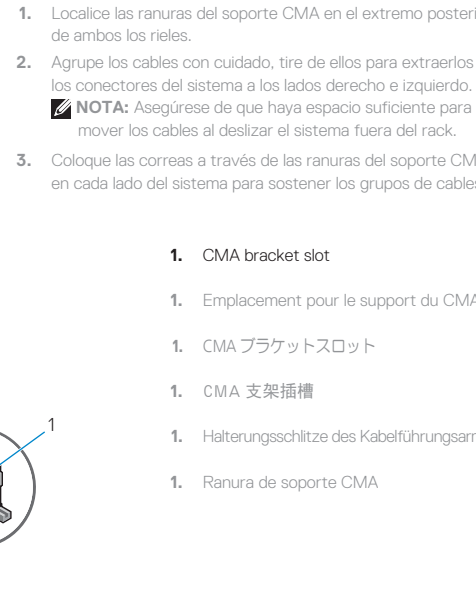 1. Localice las ranuras del soporte CMA en el extremo
de ambos los rieles.
2. Agrupe los cables con cuidado, tire de ellos para extraerlos
los conectores del sistema a los lados derecho e izquierdo.
NOTA: Asegúrese de que haya espacio suficiente para
mover los cables al deslizar el sistema fuera del rack.
3. Coloque las correas a través de las ranuras del soporte
en cada lado del sistema para sostener los grupos de
1. CMA bracket slot
1. Emplacement pour le support du CMA
1. CMA ブラケットスロット
1. CMA 支架插槽
1. Halterungsschlitze des
1. Ranura de soporte CMA
1